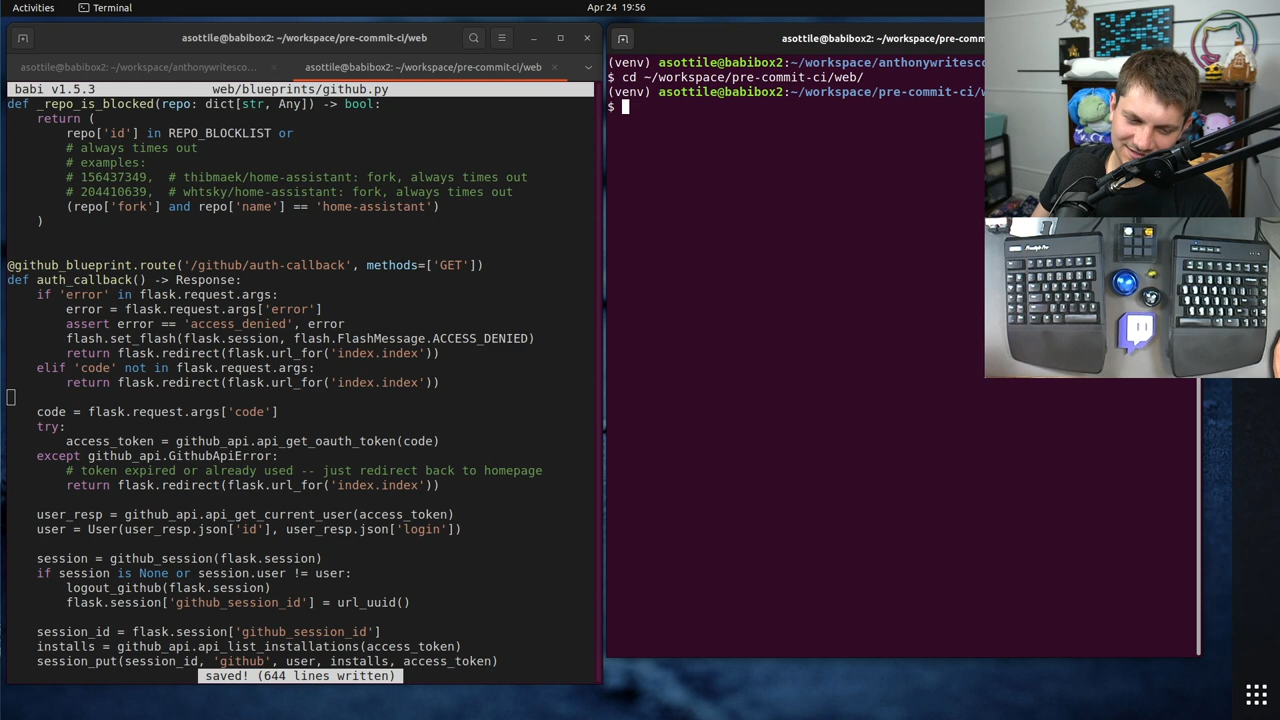 Activities
Terminal
Apr 24 19:56
asottile@babibox2: ~/workspace/pre-commit-ci/web
asottile@babibox2: ~/workspace/anthonywritesco…
asottile@babibox2: ~/workspace/pre-commit-ci/web
babi v1.5.3 web/blueprints/github.py
def _repo_is_blocked(repo: dict[str, Any]) -> bool:
    return (
        repo['id'] in REPO_BLOCKLIST or
        # always times out
        # examples:
        # 156437349,  # thibmaek/home-assistant: fork, always times out
        # 204410639,  # whtsky/home-assistant: fork, always times out
        (repo['fork'] and repo['name'] == 'home-assistant')
    )
@github_blueprint.route('/github/auth-callback', methods=['GET'])
def auth_callback() -> Response:
    if 'error' in flask.request.args:
        error = flask.request.args['error']
        assert error == 'access_denied', error
        flash.set_flash(flask.session, flash.FlashMessage.ACCESS_DENIED)
        return flask.redirect(flask.url_for('index.index'))
    elif 'code' not in flask.request.args:
        return flask.redirect(flask.url_for('index.index'))
    code = flask.request.args['code']
    try:
        access_token = github_api.api_get_oauth_token(code)
    except github_api.GithubApiError:
        # token expired or already used -- just redirect back to homepage
        return flask.redirect(flask.url_for('index.index'))
    user_resp = github_api.api_get_current_user(access_token)
    user = User(user_resp.json['id'], user_resp.json['login'])
    session = github_session(flask.session)
    if session is None or session.user != user:
        logout_github(flask.session)
        flask.session['github_session_id'] = url_uuid()
    session_id = flask.session['github_session_id']
    installs = github_api.api_list_installations(access_token)
    session_put(session_id, 'github', user, installs, access_token)
saved! (644 lines written)
asottile@babibox2: ~/workspace/pre-comm
(venv) asottile@babibox2:~/workspace/anthonywritesco
$ cd ~/workspace/pre-commit-ci/web/
(venv) asottile@babibox2:~/workspace/pre-commit-ci/w
$